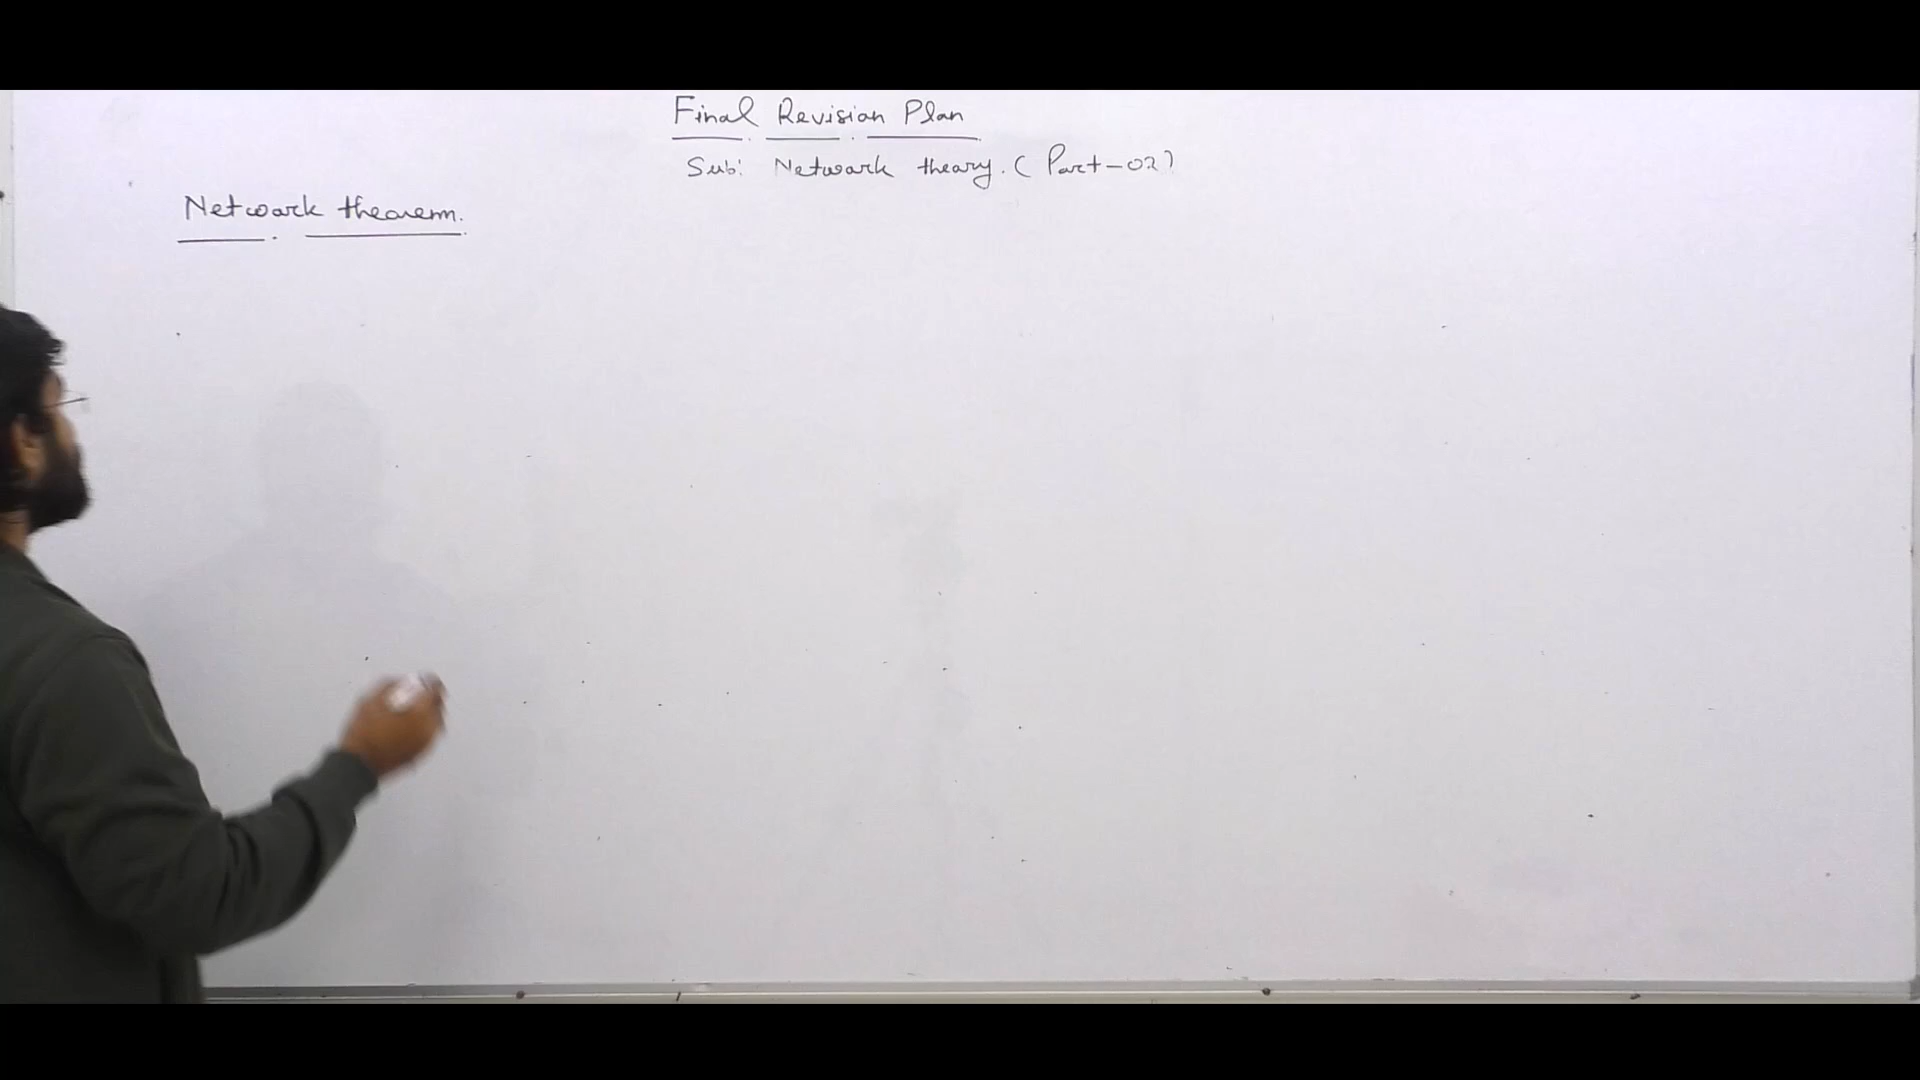 Final Revision Plan
Sub: Network theory. (Part-02)
Network theorem.